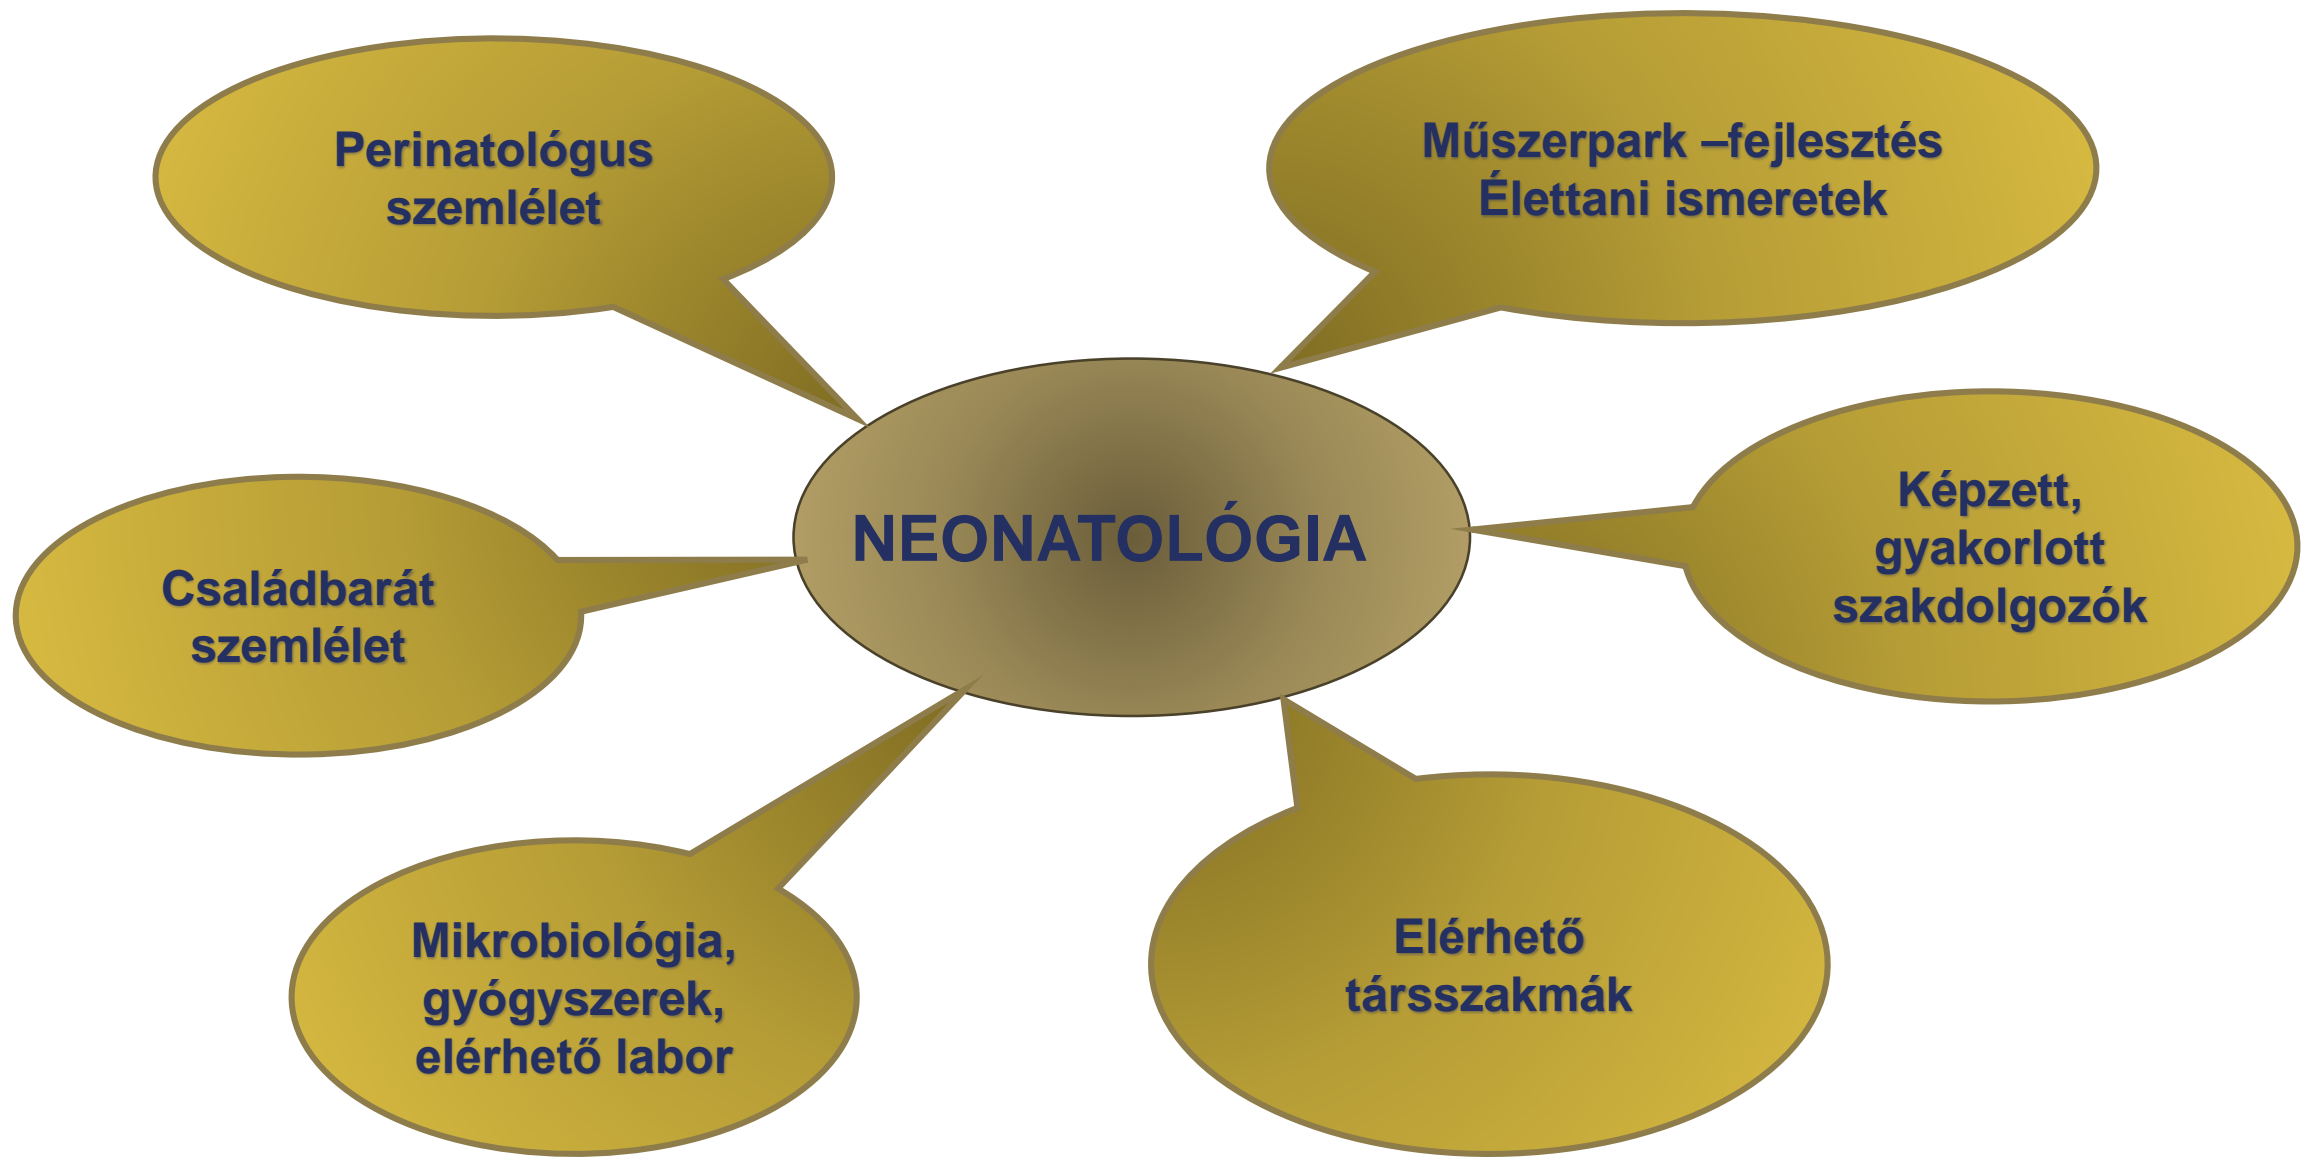 Perinatológus
szemlélet
Műszerpark –fejlesztés
Élettani ismeretek
Családbarát
szemlélet
NEONATOLÓGIA
Képzett,
gyakorlott
szakdolgozók
Mikrobiológia,
gyógyszerek,
elérhető labor
Elérhető
társszakmák